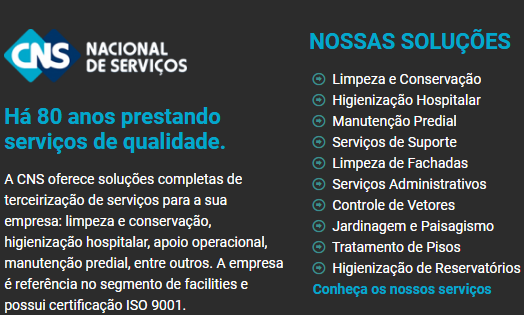 CNS
NACIONAL
DE SERVIÇOS
Há 80 anos prestando
serviços de qualidade.
A CNS oferece soluções completas de
terceirização de serviços para a sua
empresa: limpeza e conservação,
higienização hospitalar, apoio operacional,
manutenção predial, entre outros. A empresa
é referência no segmento de facilities e
possui certificação ISO 9001.
NOSSAS SOLUÇÕES
Limpeza e Conservação
Higienização Hospitalar
Manutenção Predial
Serviços de Suporte
Limpeza de Fachadas
Serviços Administrativos
Controle de Vetores
Jardinagem e Paisagismo
Tratamento de Pisos
Higienização de Reservatórios
Conheça os nossos serviços